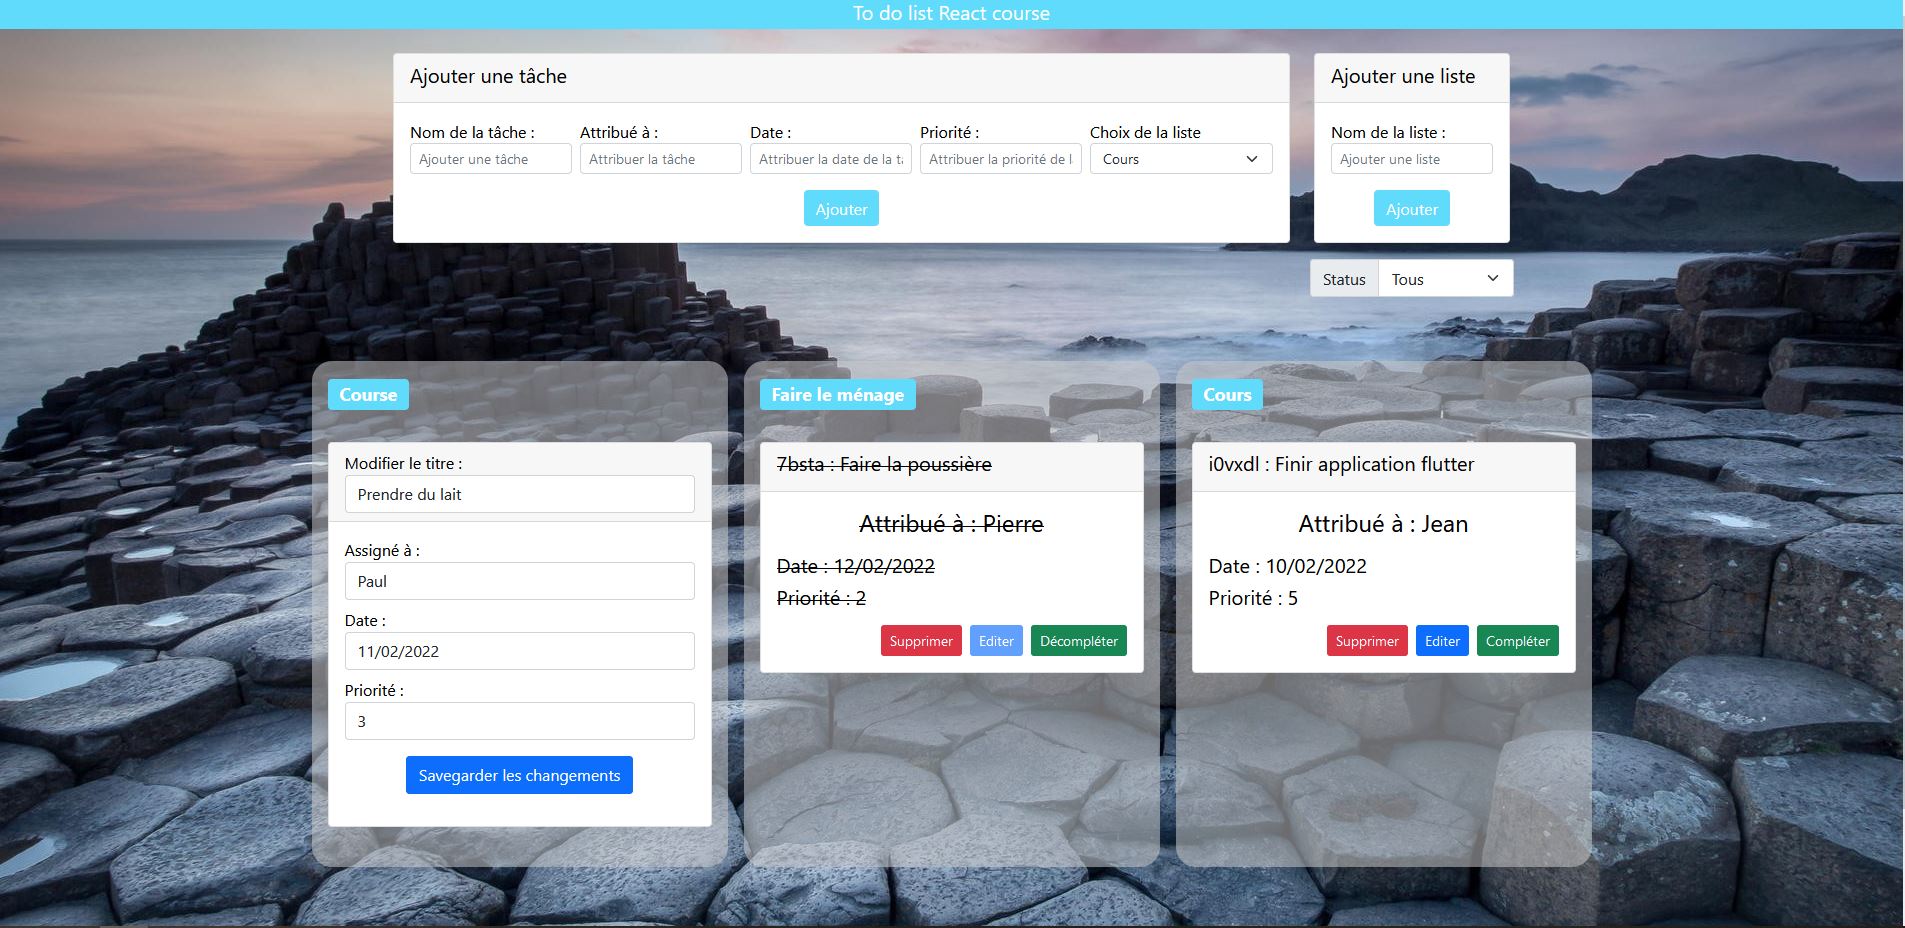 To do list React course
Ajouter une tâche
Nom de la tâche :
Attribué à :
Date :
Priorité :
Choix de la liste
Ajouter une tâche
Attribuer la tâche
Attribuer la date de la t
Attribuer la priorité de l
Cours
Ajouter
Ajouter une liste
Nom de la liste :
Ajouter une liste
Ajouter
Status
Tous
Course
Modifier le titre :
Prendre du lait
Assigné à :
Paul
Date :
11/02/2022
Priorité :
3
Savegarder les changements
Faire le ménage
7bsta : Faire la poussière
Attribué à : Pierre
Date : 12/02/2022
Priorité : 2
Supprimer Editer Décompléter
Cours
i0vxdl : Finir application flutter
Attribué à : Jean
Date : 10/02/2022
Priorité : 5
Supprimer Editer Compléter